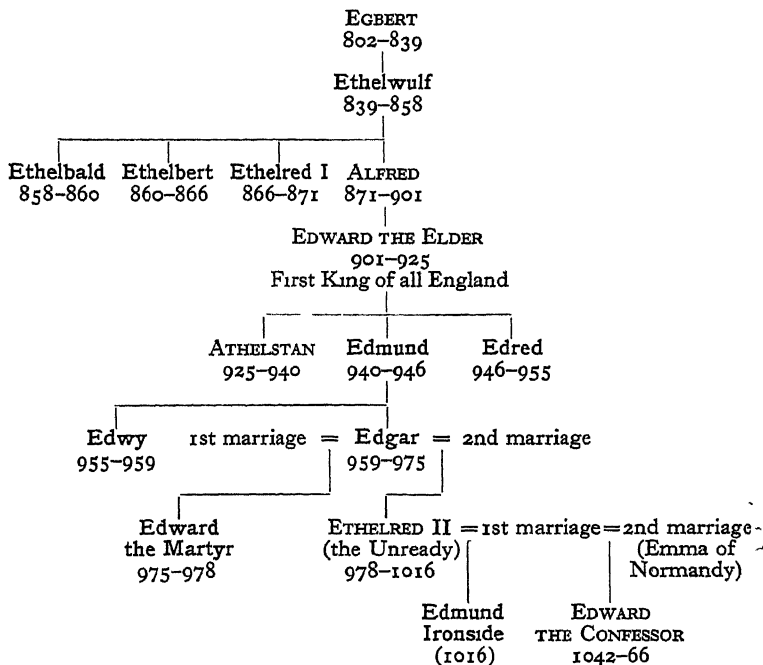 EGBERT
802–839
Ethelwulf
839–858
Ethelbald Ethelbert Ethelred I ALFRED
858–860 860–866 866–871 871–901
EDWARD THE ELDER
901–925
First King of all England
ATHELSTAN Edmund Edred
925–940 940–946 946–955
Edwy 1st marriage = Edgar = 2nd marriage
955–959 959–975
Edward ETHELRED II = 1st marriage = 2nd marriage
the Martyr (the Unready) (Emma of
975–978 978–1016 Normandy)
Edmund EDWARD
Ironside THE CONFESSOR
(1016) 1042–66